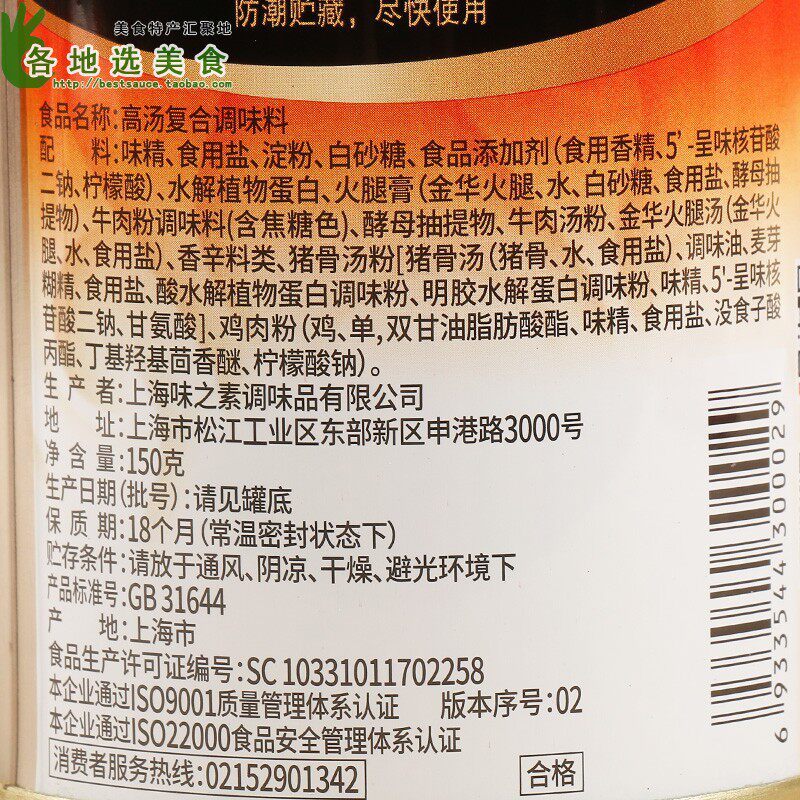 防潮贮藏，尽快使用
美食特产汇聚地
各地选美食
http://bestsauce.taobao.com
食品名称:高汤复合调味料
配 料:味精、食用盐、淀粉、白砂糖、食品添加剂(食用香精、5'-呈味核苷酸
二钠、柠檬酸)、水解植物蛋白、火腿膏(金华火腿、水、白砂糖、食用盐、酵母抽
提物)、牛肉粉调味料(含焦糖色)、酵母抽提物、牛肉汤粉、金华火腿汤(金华火
腿、水、食用盐)、香辛料类、猪骨汤粉[猪骨汤(猪骨、水、食用盐)、调味油、麦芽
糊精、食用盐、酸水解植物蛋白调味粉、明胶水解蛋白调味粉、味精、5'-呈味核
苷酸二钠、甘氨酸]、鸡肉粉(鸡、单,双甘油脂肪酸酯、味精、食用盐、没食子酸
丙酯、丁基羟基茴香醚、柠檬酸钠)。
生 产 者:上海味之素调味品有限公司
地 址:上海市松江工业区东部新区申港路3000号
净 含 量:150克
生产日期(批号):请见罐底
保 质 期:18个月(常温密封状态下)
贮存条件:请放于通风、阴凉、干燥、避光环境下
产品标准号:GB 31644
产 地:上海市
食品生产许可证编号:SC 10331011702258
本企业通过ISO9001质量管理体系认证 版本序号:02
本企业通过ISO22000食品安全管理体系认证
消费者服务热线:02152901342 合格
6 933544 300029